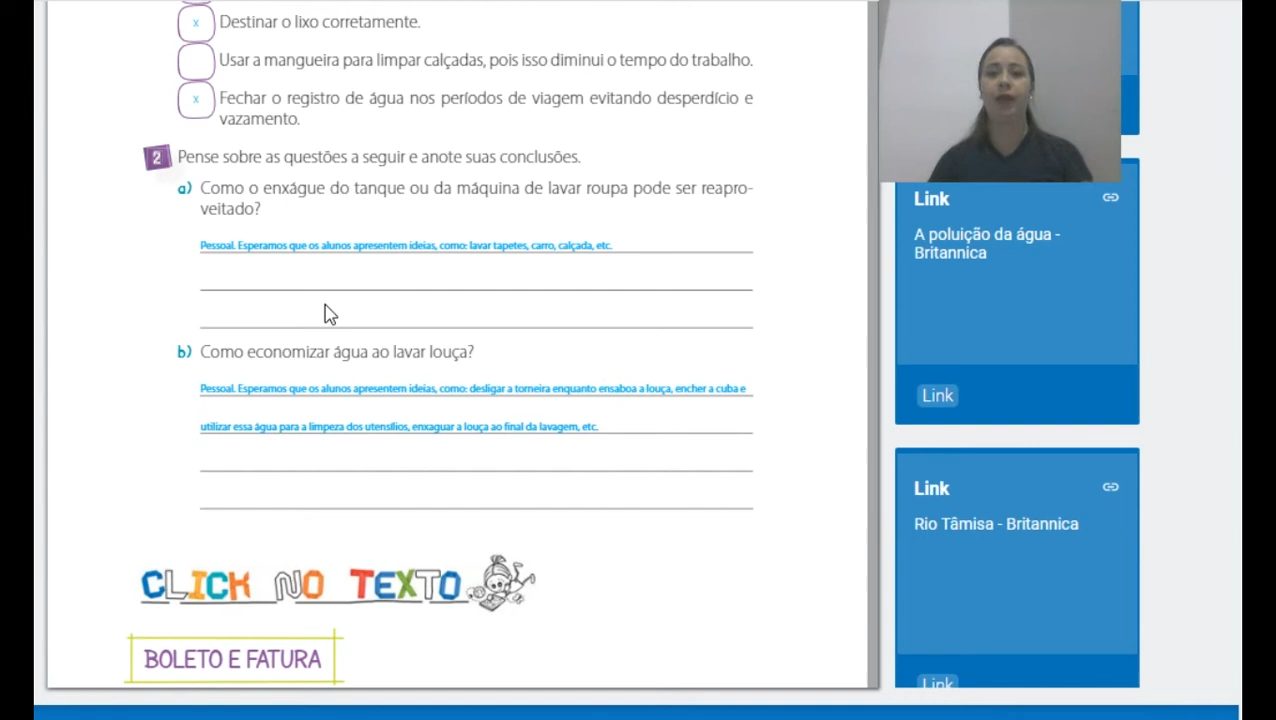 x Destinar o lixo corretamente.
Usar a mangueira para limpar calçadas, pois isso diminui o tempo do trabalho.
x Fechar o registro de água nos períodos de viagem evitando desperdício e
vazamento.
2 Pense sobre as questões a seguir e anote suas conclusões.
a) Como o enxágue do tanque ou da máquina de lavar roupa pode ser reapro-
veitado?
Pessoal. Esperamos que os alunos apresentem ideias, como: lavar tapetes, carro, calçada, etc.
b) Como economizar água ao lavar louça?
Pessoal. Esperamos que os alunos apresentem ideias, como: desligar a torneira enquanto ensaboa a louça, encher a cuba e
utilizar essa água para a limpeza dos utensílios, enxaguar a louça ao final da lavagem, etc.
CLICK NO TEXTO
BOLETO E FATURA
Link
A poluição da água -
Britannica
Link
Link
Rio Tâmisa - Britannica
Link